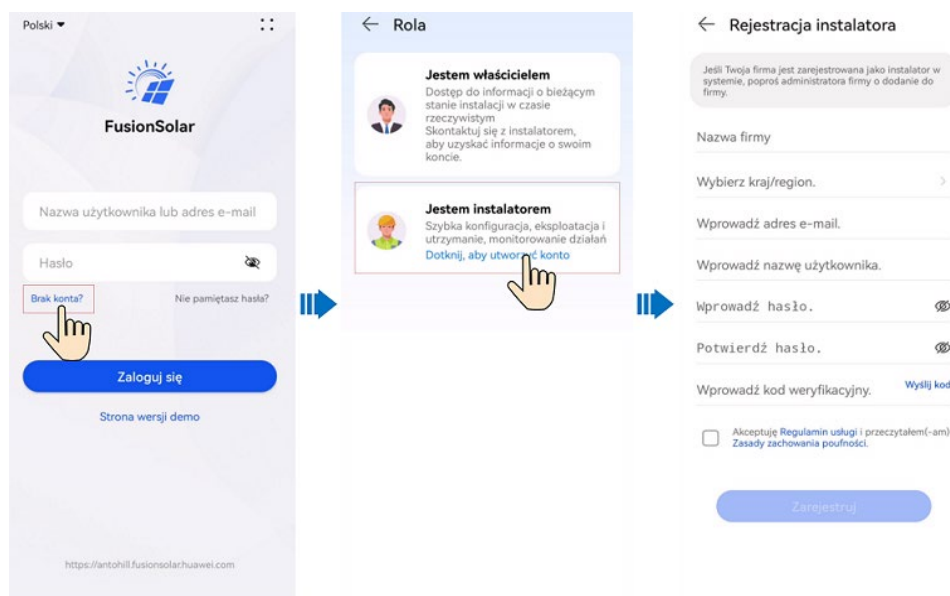 Polski
FusionSolar
Nazwa użytkownika lub adres e-mail
Hasło
Brak konta?
Nie pamiętasz hasła?
Zaloguj się
Strona wersji demo
https://antohill.fusionsolar.huawei.com
Rola
Jestem właścicielem
Dostęp do informacji o bieżącym
stanie instalacji w czasie
rzeczywistym
Skontaktuj się z instalatorem,
aby uzyskać informacje o swoim
koncie.
Jestem instalatorem
Szybka konfiguracja, eksploatacja i
utrzymanie, monitorowanie działań
Dotknij, aby utworzyć konto
Rejestracja instalatora
Jeśli Twoja firma jest zarejestrowana jako instalator w
systemie, poproś administratora firmy o dodanie do
firmy.
Nazwa firmy
Wybierz kraj/region.
Wprowadź adres e-mail.
Wprowadź nazwę użytkownika.
Wprowadź hasło.
Potwierdź hasło.
Wprowadź kod weryfikacyjny.
Wyślij kod
Akceptuję Regulamin usługi i przeczytałem(-am)
Zasady zachowania poufności.
Zarejestruj